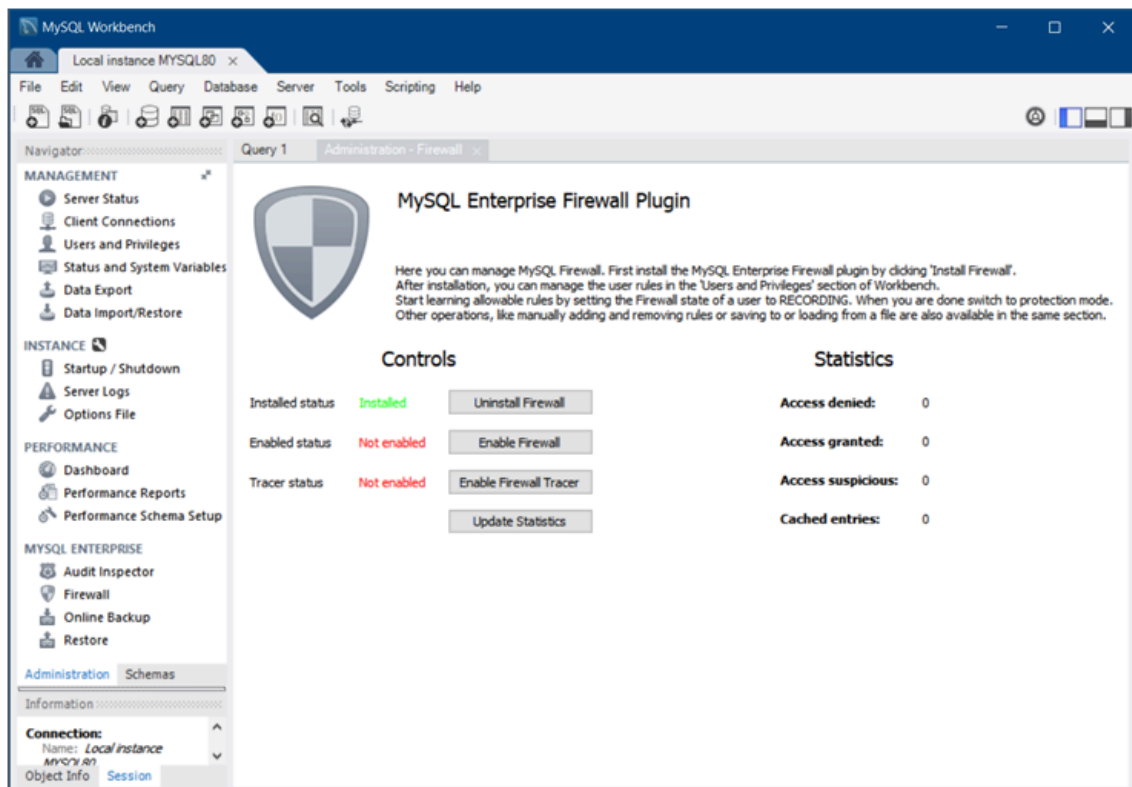 MySQL Workbench
Local instance MYSQL80
File Edit View Query Database Server Tools Scripting Help
Navigator
MANAGEMENT
Server Status
Client Connections
Users and Privileges
Status and System Variables
Data Export
Data Import/Restore
INSTANCE
Startup / Shutdown
Server Logs
Options File
PERFORMANCE
Dashboard
Performance Reports
Performance Schema Setup
MYSQL ENTERPRISE
Audit Inspector
Firewall
Online Backup
Restore
Administration Schemas
Information
Connection:
Name: Local instance
MYSQL80
Object Info Session
Query 1 Administration - Firewall
MySQL Enterprise Firewall Plugin
Here you can manage MySQL Firewall. First install the MySQL Enterprise Firewall plugin by clicking 'Install Firewall'.
After installation, you can manage the user rules in the 'Users and Privileges' section of Workbench.
Start learning allowable rules by setting the Firewall state of a user to RECORDING. When you are done switch to protection mode.
Other operations, like manually adding and removing rules or saving to or loading from a file are also available in the same section.
Controls
Installed status Installed Uninstall Firewall
Enabled status Not enabled Enable Firewall
Tracer status Not enabled Enable Firewall Tracer
Update Statistics
Statistics
Access denied: 0
Access granted: 0
Access suspicious: 0
Cached entries: 0